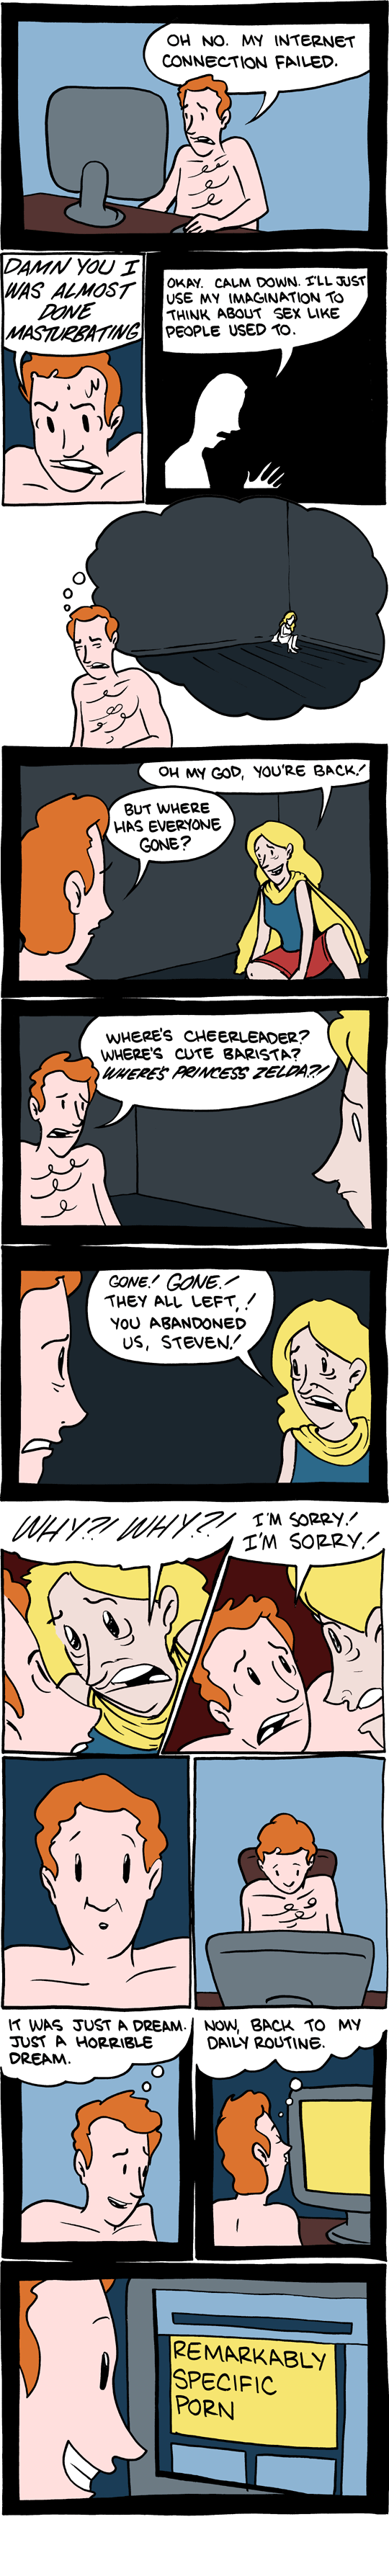 OH NO. MY INTERNET
CONNECTION FAILED.
DAMN YOU I
WAS ALMOST
DONE
MASTURBATING
OKAY. CALM DOWN. I'LL JUST
USE MY IMAGINATION TO
THINK ABOUT SEX LIKE
PEOPLE USED TO.
OH MY GOD, YOU'RE BACK!
BUT WHERE
HAS EVERYONE
GONE?
WHERE'S CHEERLEADER?
WHERE'S CUTE BARISTA?
WHERE'S PRINCESS ZELDA?!
GONE! GONE!
THEY ALL LEFT!
YOU ABANDONED
US, STEVEN!
WHY?! WHY?!
I'M SORRY!
I'M SORRY!
IT WAS JUST A DREAM.
JUST A HORRIBLE
DREAM.
NOW, BACK TO MY
DAILY ROUTINE.
REMARKABLY
SPECIFIC
PORN